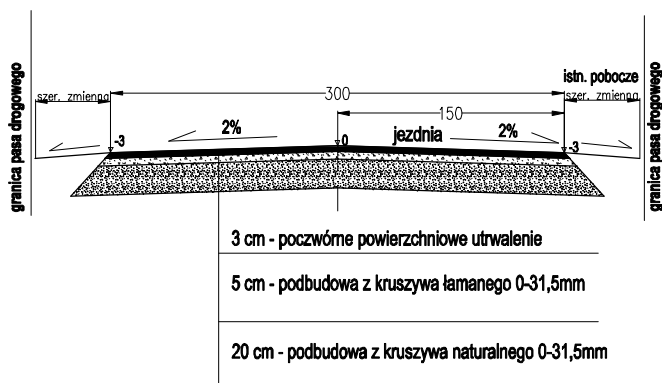 granica pasa drogowego
szer. zmienna
300
150
istn. pobocze
szer. zmienna
granica pasa drogowego
-3
2%
0
jezdnia
2%
-3
3 cm - poczwórne powierzchniowe utrwalenie
5 cm - podbudowa z kruszywa łamanego 0-31,5mm
20 cm - podbudowa z kruszywa naturalnego 0-31,5mm